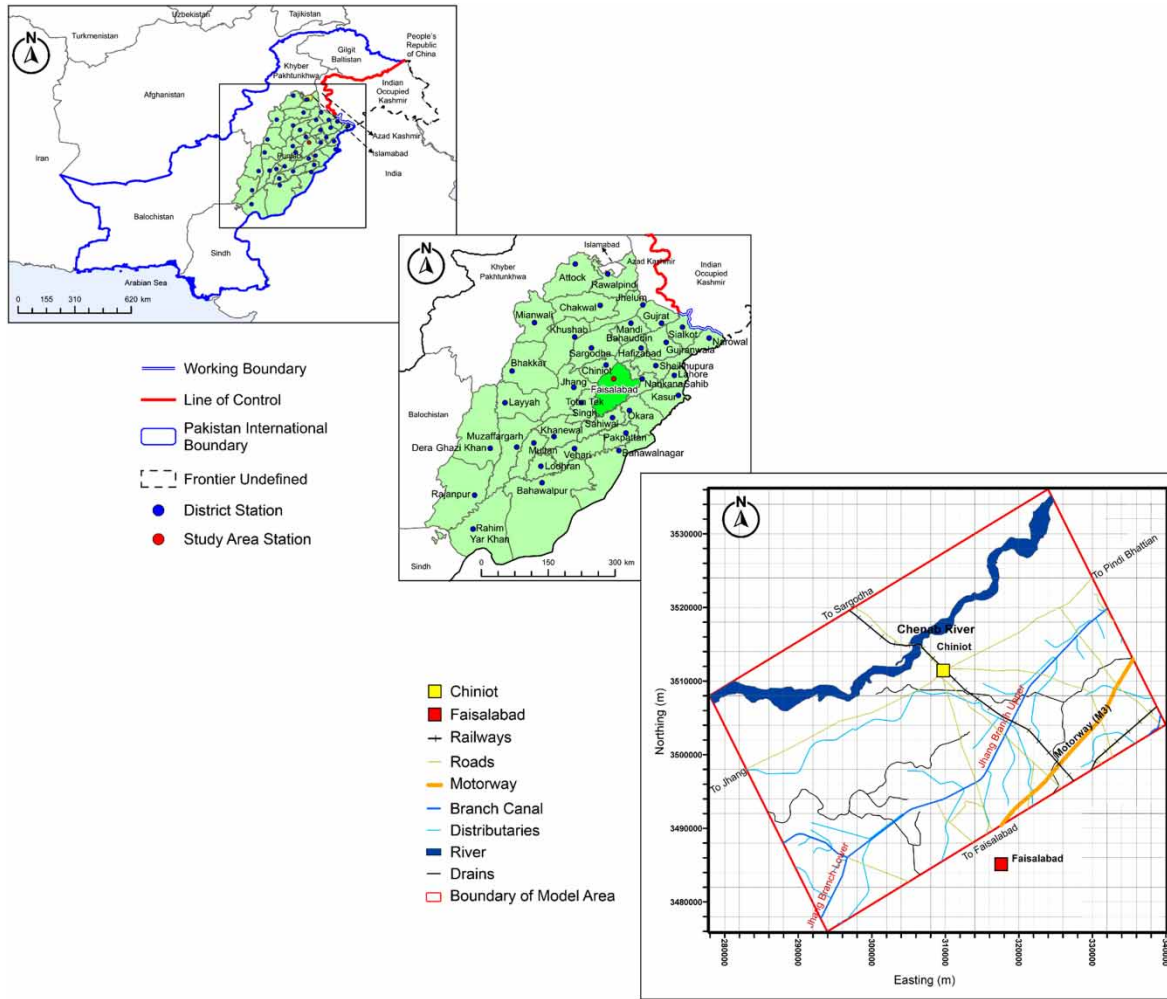 Uzbekistan
Tajikistan
Turkmenistan
People's
Republic
of China
N
Gilgit
Baltistan
Khyber
Pakhtunkhwa
Indian
Occupied
Kashmir
Afghanistan
Azad Kashmir
Islamabad
Iran
Punjab
India
Balochistan
Sindh
Arabian Sea
0 155 310 620 km
N
Islamabad
Azad Kashmir
Khyber
Pakhtunkhwa
Indian
Occupied
Kashmir
Attock
Rawalpindi
Chakwal
Jhelum
Mianwali
Gujrat
Khushab
Mandi
Bahauddin
Sialkot
Narowal
Sargodha
Hafizabad
Gujranwala
Chiniot
Sheikhupura
Bhakkar
Lahore
Jhang
Nankana Sahib
Faisalabad
Kasur
Layyah
Toba Tek
Singh
Okara
Balochistan
Sahiwal
Khanewal
Muzaffargarh
Pakpattan
Dera Ghazi Khan
Multan
Vehari
Bahawalnagar
Lodhran
Rajanpur
Bahawalpur
Rahim
Yar Khan
Sindh
0 150 300 km
Working Boundary
Line of Control
Pakistan International
Boundary
Frontier Undefined
District Station
Study Area Station
Chiniot
Faisalabad
Railways
Roads
Motorway
Branch Canal
Distributaries
River
Drains
Boundary of Model Area
N
To Pindi Bhattian
To Sargodha
Chenab River
Chiniot
Jhang Branch Upper
Motorway (M3)
To Jhang
To Faisalabad
Faisalabad
Jhang Branch Lower
Northing (m)
3530000
3520000
3510000
3500000
3490000
3480000
280000 290000 300000 310000 320000 330000 340000
Easting (m)